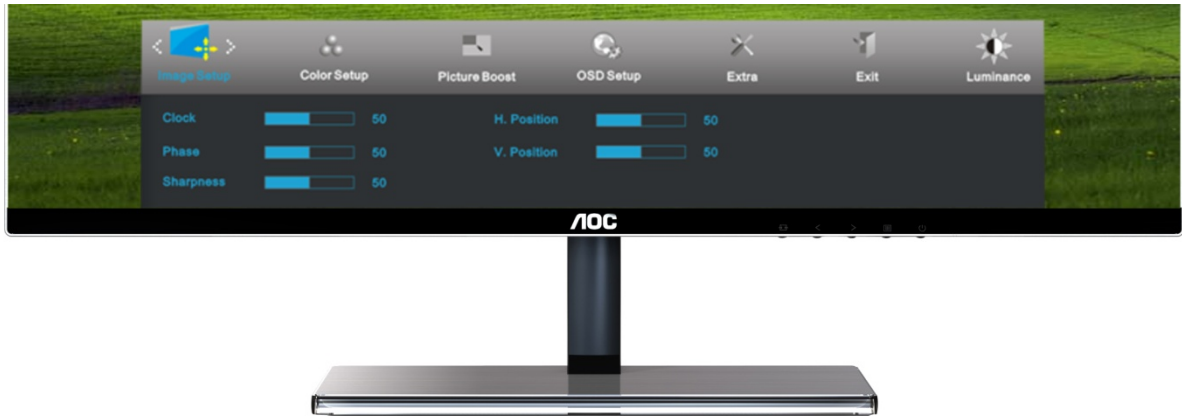 Image Setup
Color Setup
Picture Boost
OSD Setup
Extra
Exit
Luminance
Clock 50 H. Position 50
Phase 50 V. Position 50
Sharpness 50
AOC